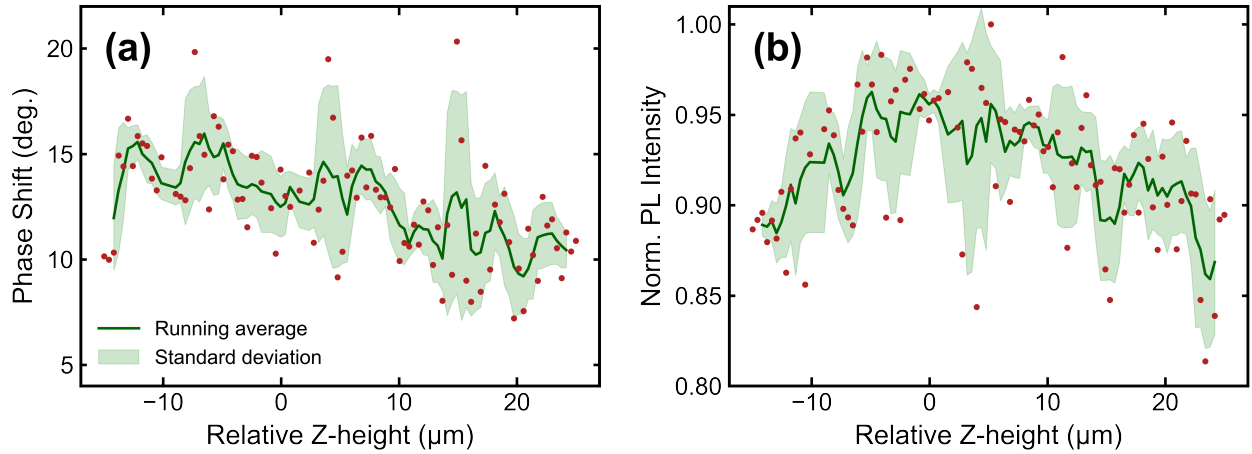 (a)
Phase Shift (deg.)
20
15
10
5
Running average
Standard deviation
−10 0 10 20
Relative Z-height (μm)
(b)
Norm. PL Intensity
1.00
0.95
0.90
0.85
0.80
−10 0 10 20
Relative Z-height (μm)